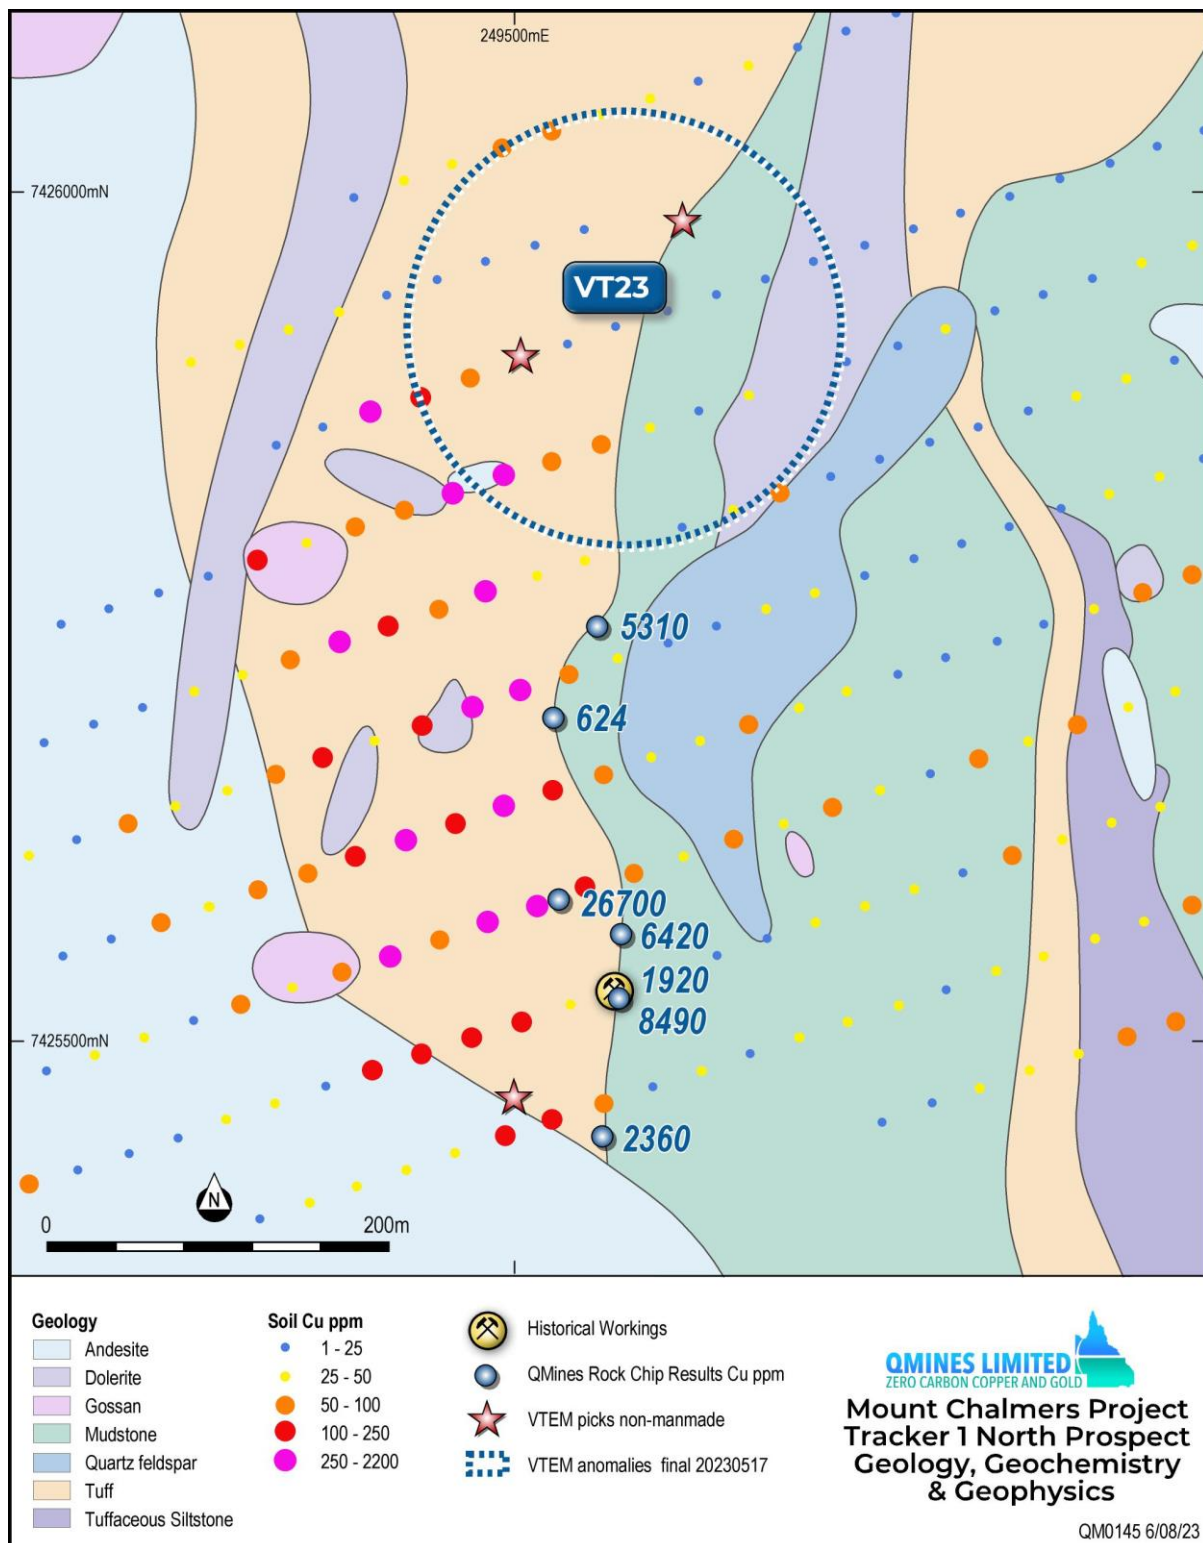 249500mE
7426000mN
VT23
5310
624
26700
6420
1920
8490
7425500mN
2360
N
0 200m
Geology
Andesite
Dolerite
Gossan
Mudstone
Quartz feldspar
Tuff
Tuffaceous Siltstone
Soil Cu ppm
1 - 25
25 - 50
50 - 100
100 - 250
250 - 2200
Historical Workings
QMines Rock Chip Results Cu ppm
VTEM picks non-manmade
VTEM anomalies final 20230517
QMINES LIMITED
ZERO CARBON COPPER AND GOLD
Mount Chalmers Project
Tracker 1 North Prospect
Geology, Geochemistry
& Geophysics
QM0145 6/08/23